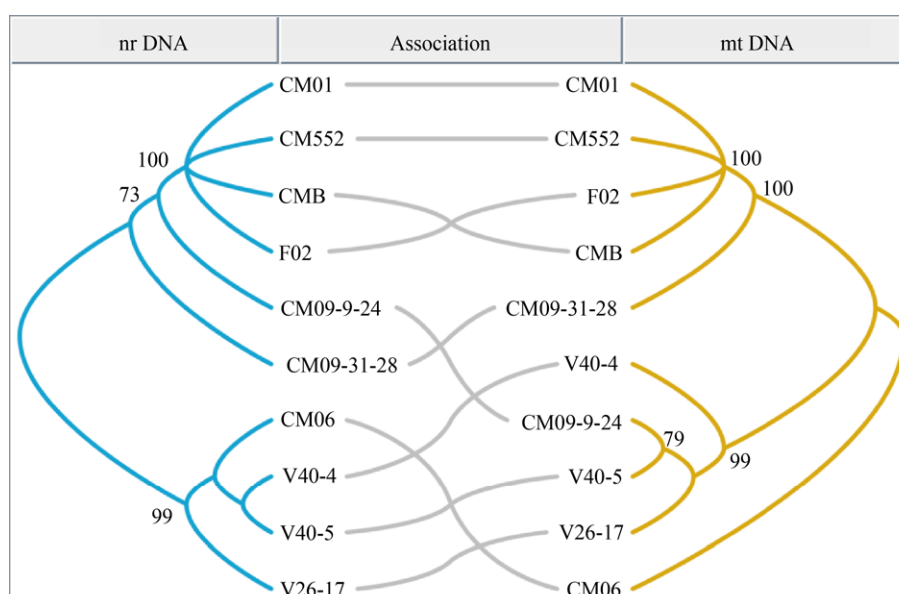 nr DNA Association mt DNA
CM01 CM01
CM552 CM552
100 100
73 100
CMB F02
F02 CMB
CM09-9-24 CM09-31-28
CM09-31-28 V40-4
CM06 CM09-9-24
79
99
V40-4 V40-5
99
V40-5 V26-17
V26-17 CM06